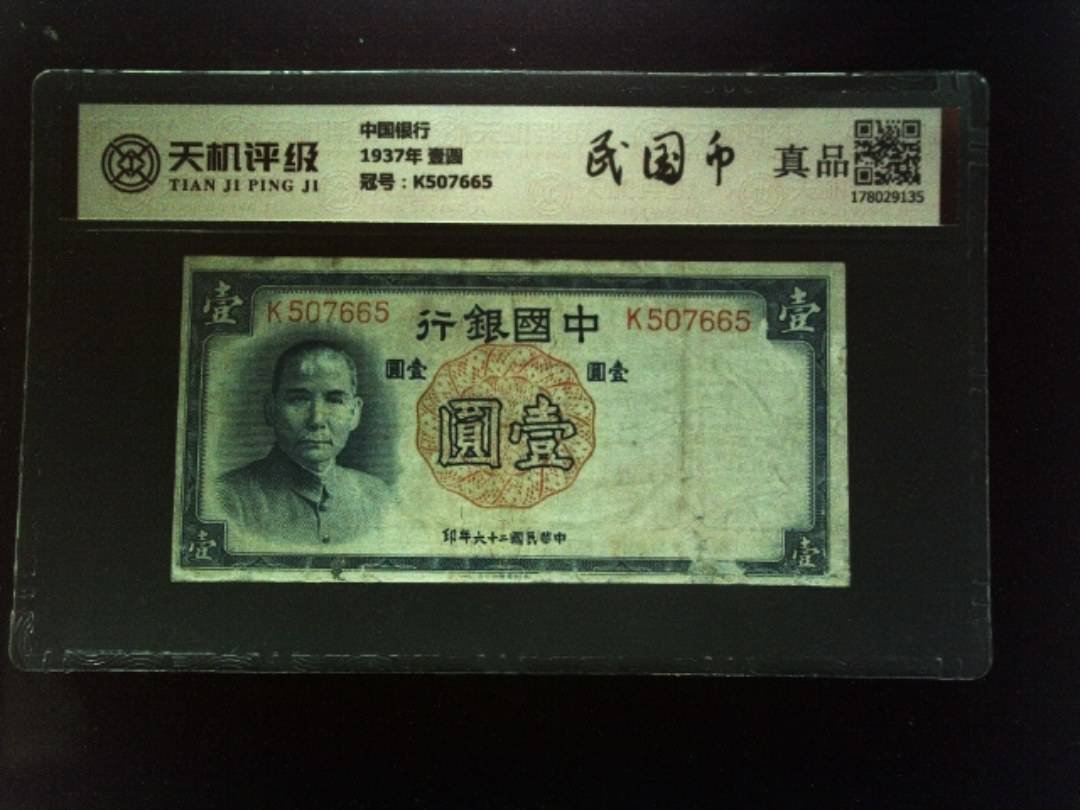 天机评级
TIAN JI PING JI
中国银行
1937年 壹圆
冠号：K507665
民国币
真品
178029135
壹
K507665
行銀國中
K507665
壹
圓壹
圓壹
圓壹
印年六十二國民華中
壹
壹